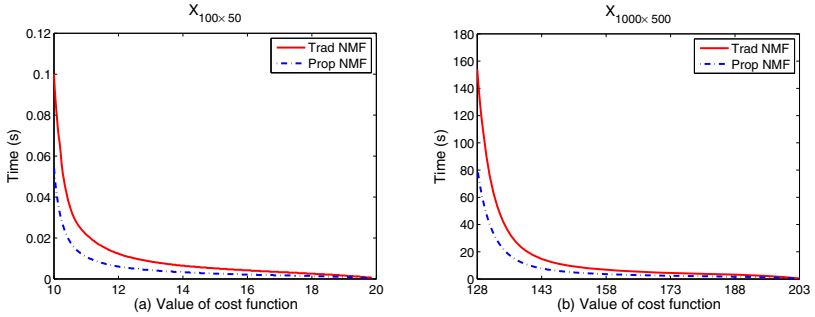 X100×50
0.12
0.1
0.08
0.06
0.04
0.02
0
Time (s)
Trad NMF
Prop NMF
10 12 14 16 18 20
(a) Value of cost function
X1000×500
180
160
140
120
100
80
60
40
20
0
Time (s)
Trad NMF
Prop NMF
128 143 158 173 188 203
(b) Value of cost function